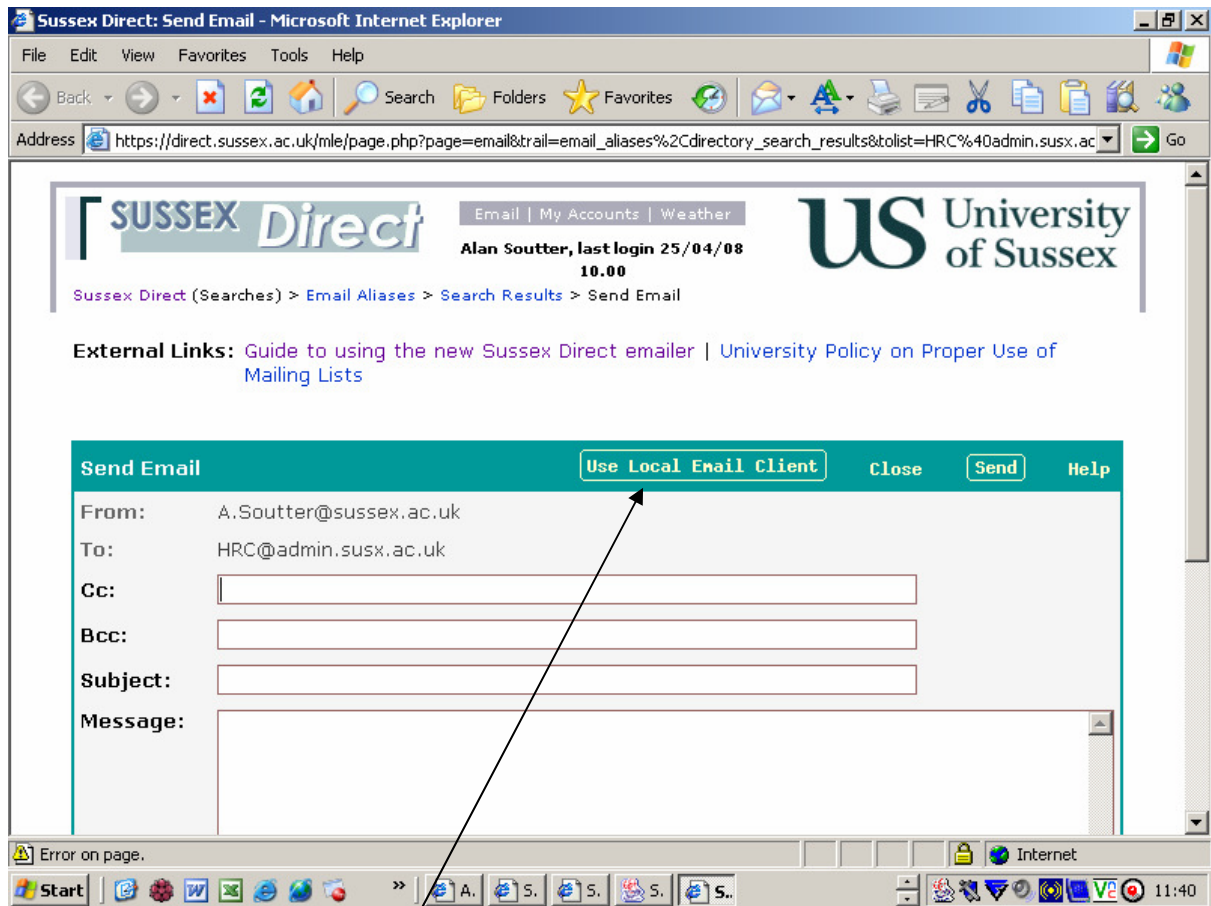 Sussex Direct: Send Email - Microsoft Internet Explorer
File Edit View Favorites Tools Help
Back Search Folders Favorites
Address https://direct.sussex.ac.uk/mle/page.php?page=email&trail=email_aliases%2Cdirectory_search_results&tolist=HRC%40admin.susx.ac Go
SUSSEX Direct
Email | My Accounts | Weather
Alan Soutter, last login 25/04/08
10.00
US University
of Sussex
Sussex Direct (Searches) > Email Aliases > Search Results > Send Email
External Links: Guide to using the new Sussex Direct emailer | University Policy on Proper Use of
Mailing Lists
Send Email Use Local Email Client Close Send Help
From: A.Soutter@sussex.ac.uk
To: HRC@admin.susx.ac.uk
Cc:
Bcc:
Subject:
Message:
Error on page. Internet
Start » A. S. S. S. S.. 11:40